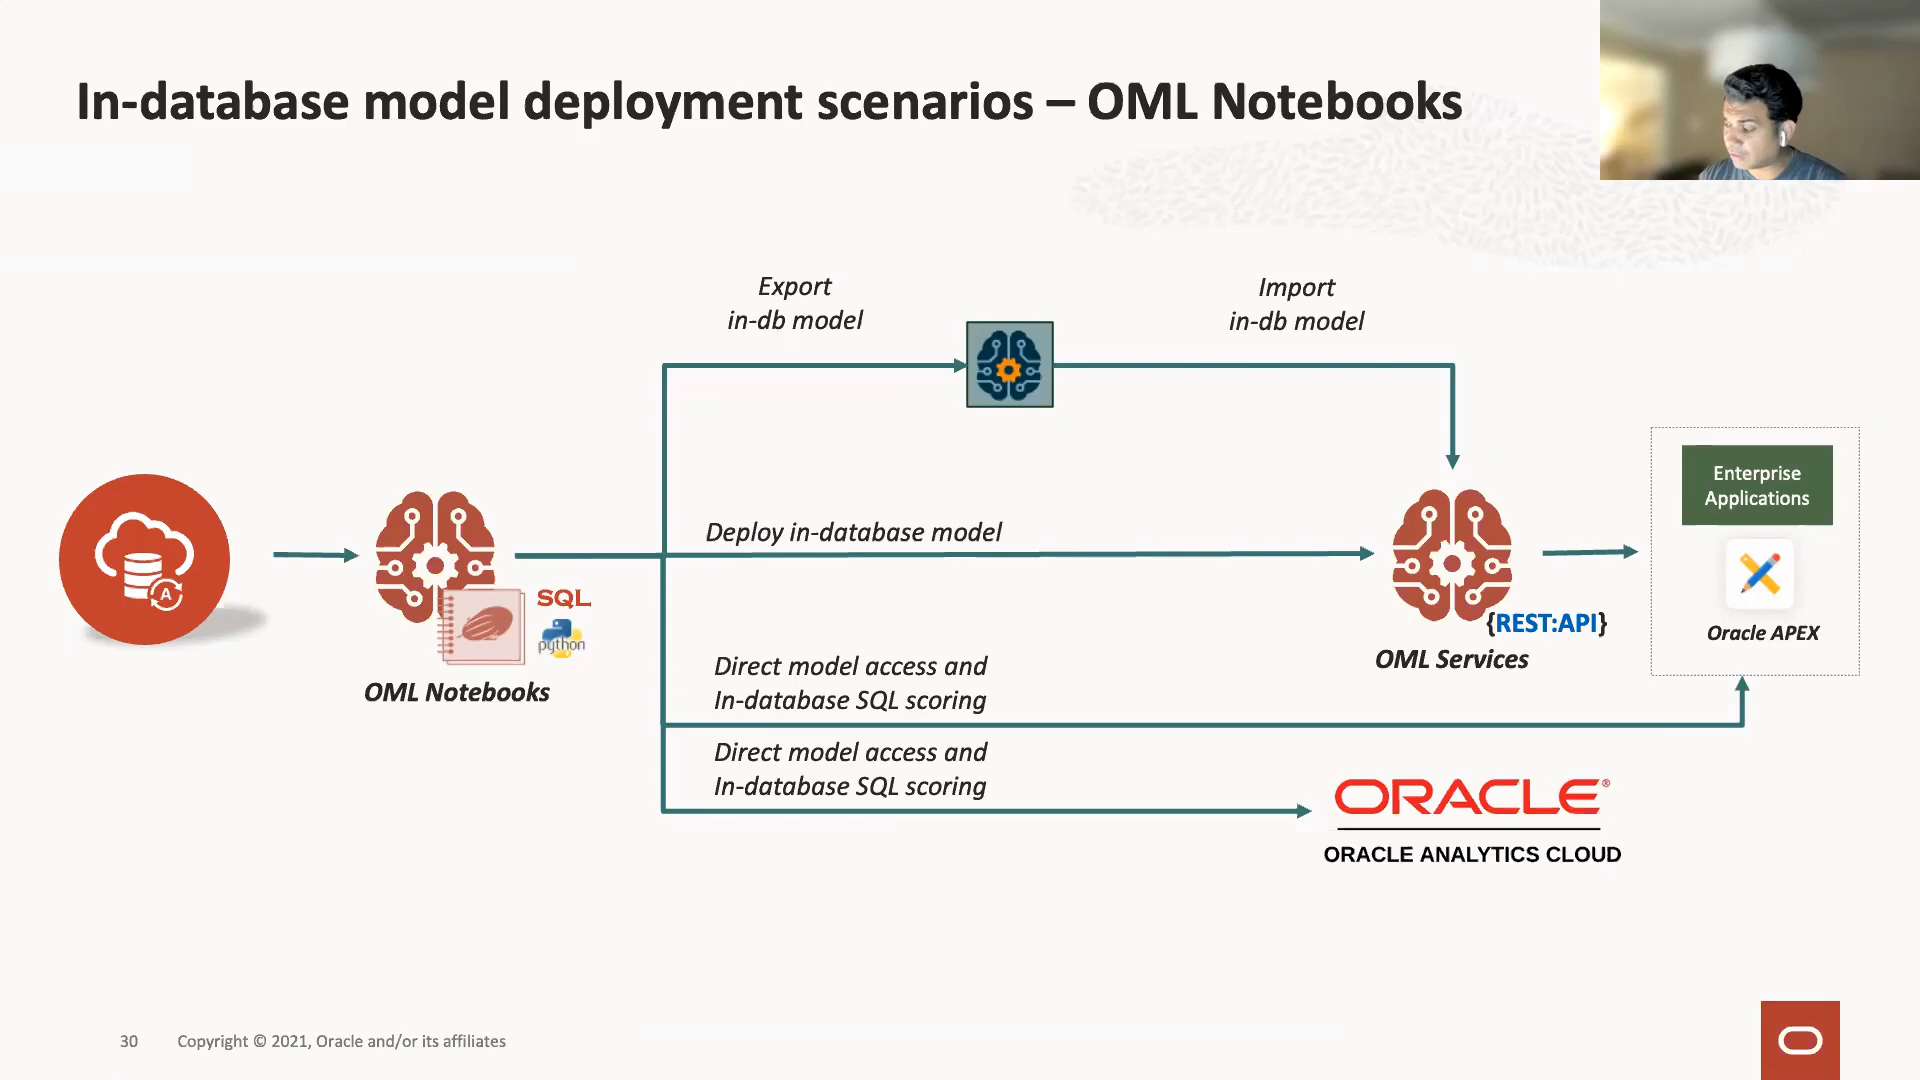 In-database model deployment scenarios – OML Notebooks
Export
in-db model
Import
in-db model
Enterprise
Applications
Deploy in-database model
A
SQL
python
{REST:API}
Oracle APEX
OML Services
OML Notebooks
Direct model access and
In-database SQL scoring
Direct model access and
In-database SQL scoring
ORACLE®
ORACLE ANALYTICS CLOUD
30 Copyright © 2021, Oracle and/or its affiliates